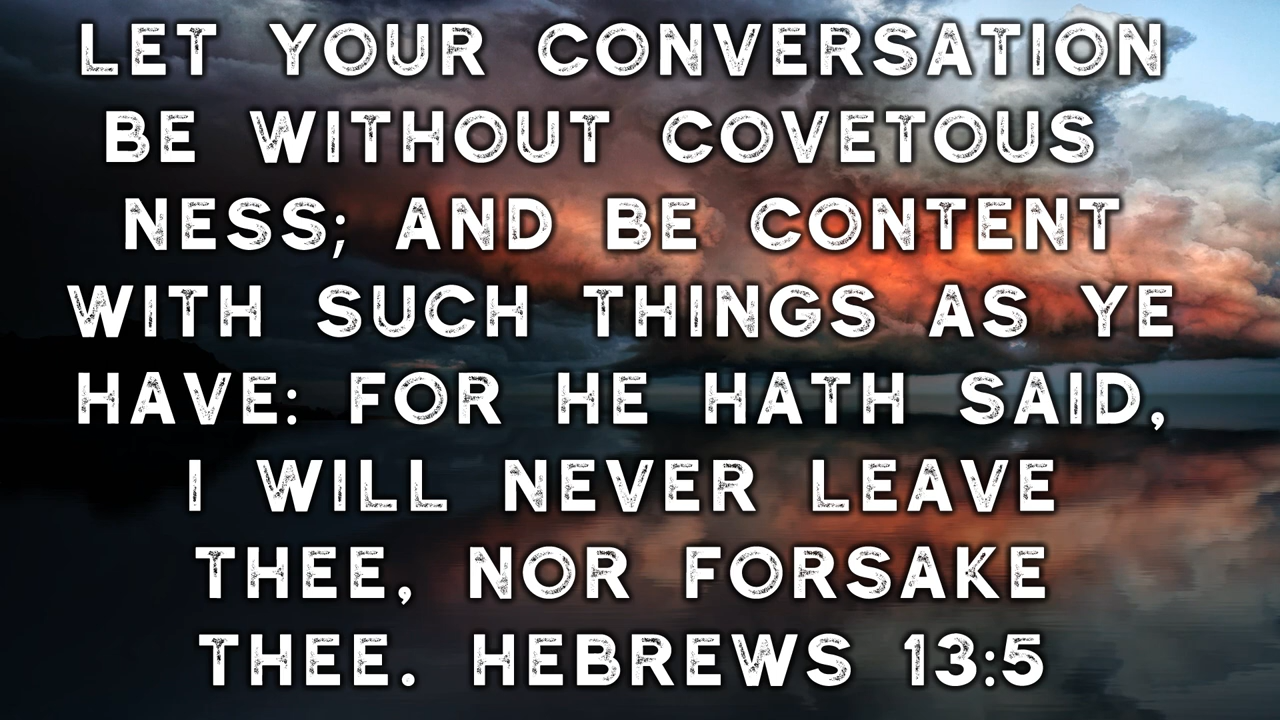 LET YOUR CONVERSATION
BE WITHOUT COVETOUS
NESS; AND BE CONTENT
WITH SUCH THINGS AS YE
HAVE: FOR HE HATH SAID,
I WILL NEVER LEAVE
THEE, NOR FORSAKE
THEE. HEBREWS 13:5